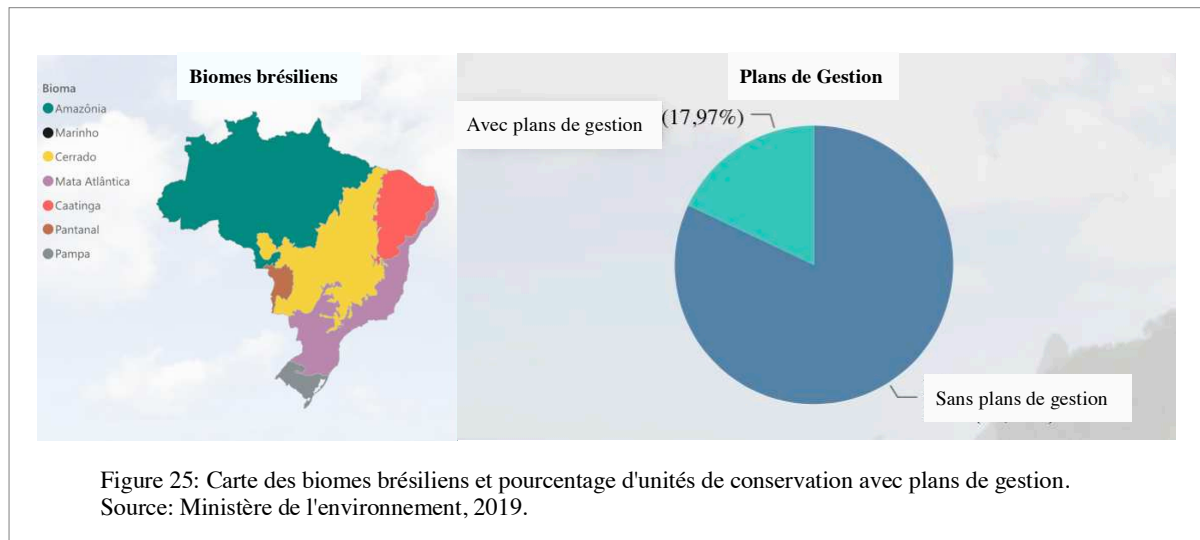 Biomes brésiliens
Bioma
Amazônia
Marinho
Cerrado
Mata Atlântica
Caatinga
Pantanal
Pampa
Plans de Gestion
Avec plans de gestion (17,97%)
Sans plans de gestion
Figure 25: Carte des biomes brésiliens et pourcentage d'unités de conservation avec plans de gestion.
Source: Ministère de l'environnement, 2019.